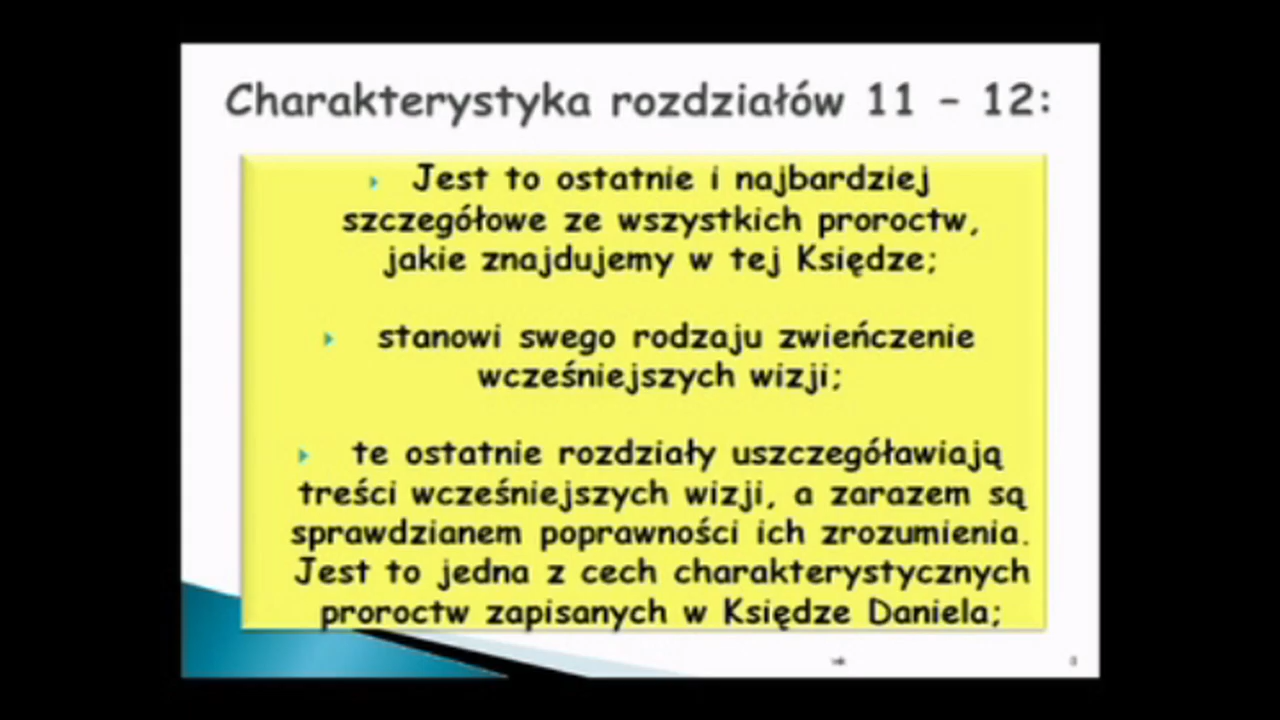 Charakterystyka rozdziałów 11 – 12:
Jest to ostatnie i najbardziej
szczegółowe ze wszystkich proroctw,
jakie znajdujemy w tej Księdze;
stanowi swego rodzaju zwieńczenie
wcześniejszych wizji;
te ostatnie rozdziały uszczegóławiają
treści wcześniejszych wizji, a zarazem są
sprawdzianem poprawności ich zrozumienia.
Jest to jedna z cech charakterystycznych
proroctw zapisanych w Księdze Daniela;